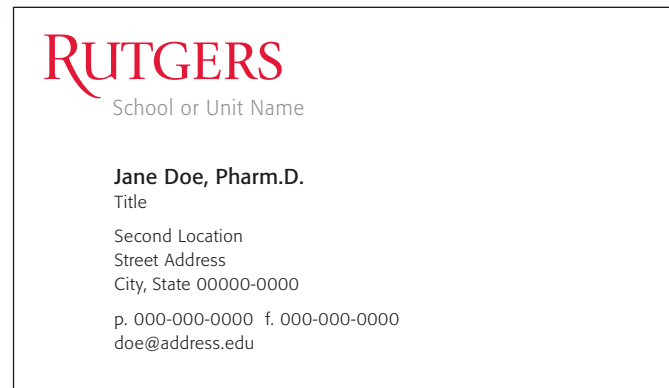 RUTGERS
School or Unit Name
Jane Doe, Pharm.D.
Title
Second Location
Street Address
City, State 00000-0000
p. 000-000-0000 f. 000-000-0000
doe@address.edu